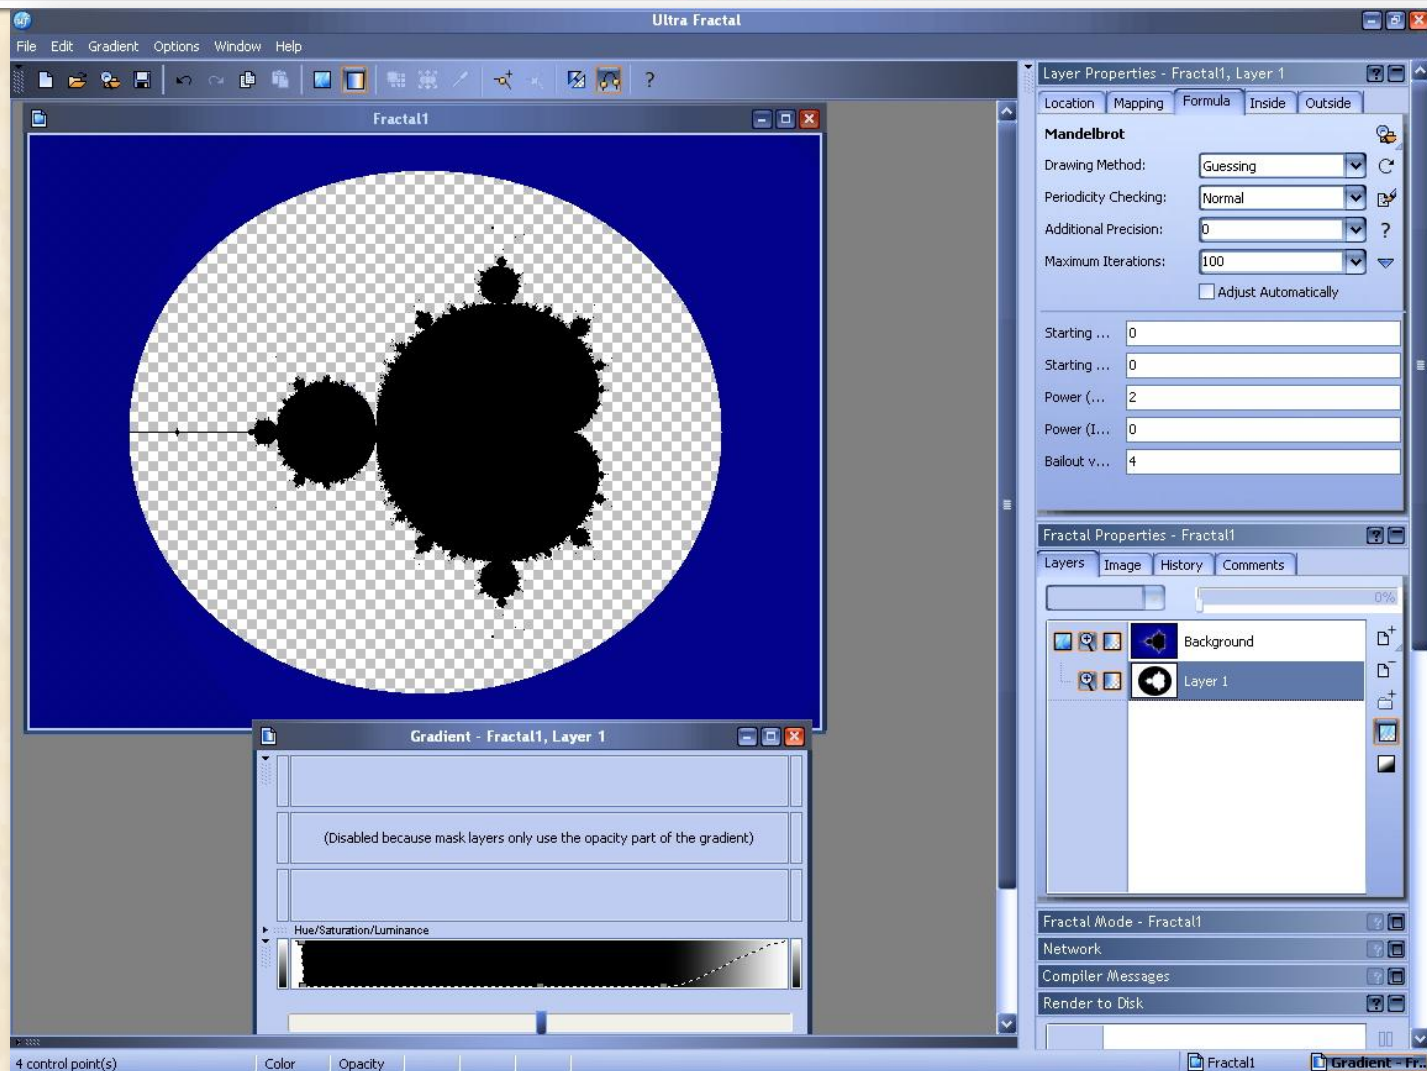 Ultra Fractal
File Edit Gradient Options Window Help
?
Fractal1
Layer Properties - Fractal1, Layer 1
Location Mapping Formula Inside Outside
Mandelbrot
Drawing Method: Guessing
Periodicity Checking: Normal
Additional Precision: 0 ?
Maximum Iterations: 100
Adjust Automatically
Starting ... 0
Starting ... 0
Power (... 2
Power (I... 0
Bailout v... 4
Fractal Properties - Fractal1
Layers Image History Comments
0%
Background
Layer 1
Gradient - Fractal1, Layer 1
(Disabled because mask layers only use the opacity part of the gradient)
Hue/Saturation/Luminance
Fractal Mode - Fractal1
Network
Compiler Messages
Render to Disk
4 control point(s) Color Opacity Fractal1 Gradient - Fr...